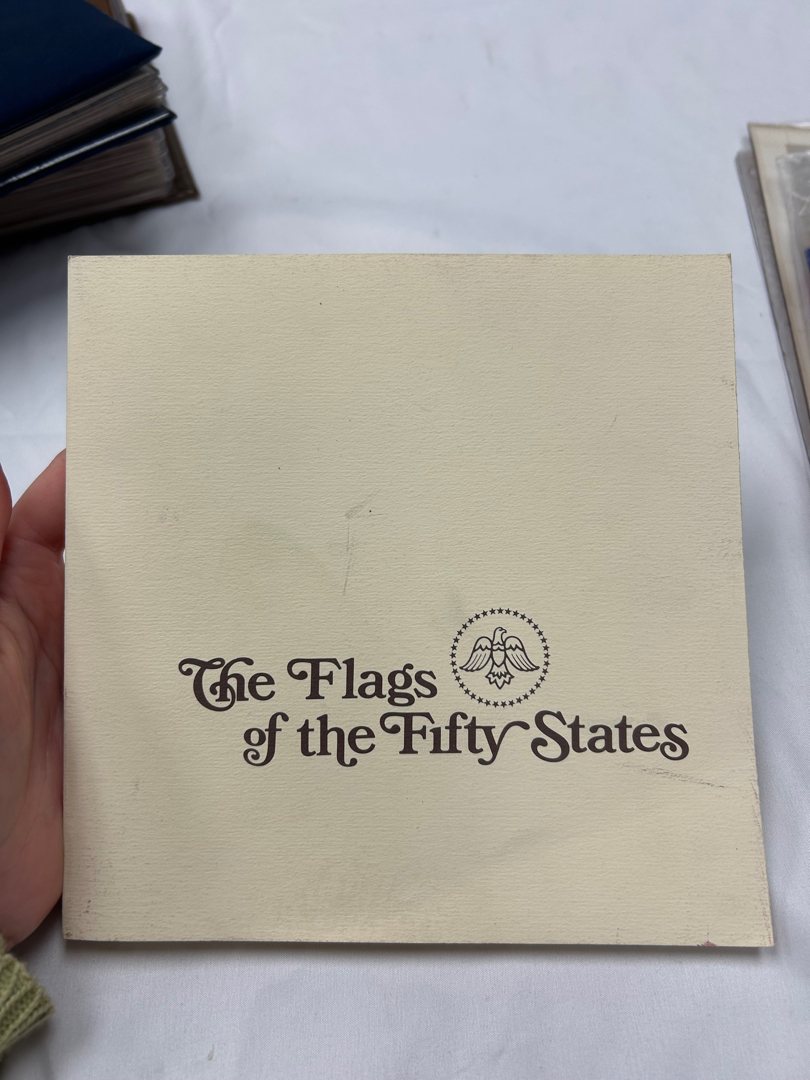 The Flags
of the Fifty States